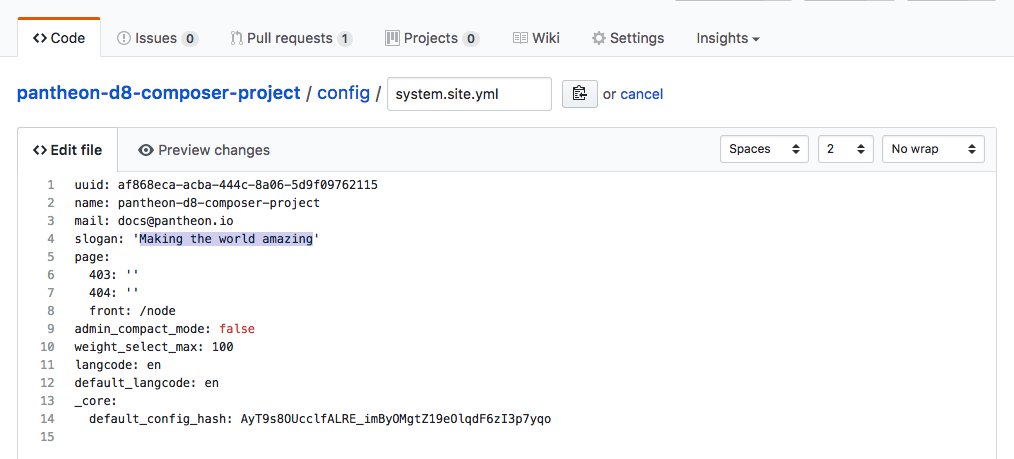 Code Issues 0 Pull requests 1 Projects 0 Wiki Settings Insights
pantheon-d8-composer-project / config / system.site.yml or cancel
Edit file Preview changes Spaces 2 No wrap
1 uuid: af868eca-acba-444c-8a06-5d9f09762115
2 name: pantheon-d8-composer-project
3 mail: docs@pantheon.io
4 slogan: 'Making the world amazing'
5 page:
6 403: ''
7 404: ''
8 front: /node
9 admin_compact_mode: false
10 weight_select_max: 100
11 langcode: en
12 default_langcode: en
13 _core:
14 default_config_hash: AyT9s8OUcclfALRE_imByOMgtZ19eOlqdF6zI3p7yqo
15